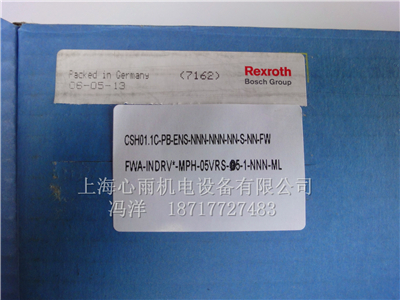 Packed in Germany (7162)
06-05-13
Rexroth
Bosch Group
CSH01.1C-PB-ENS-NNN-NNN-NN-S-NN-FW
FWA-INDRV*-MPH-05VRS-05-1-NNN-ML
上海心雨机电设备有限公司
冯洋 18717727483